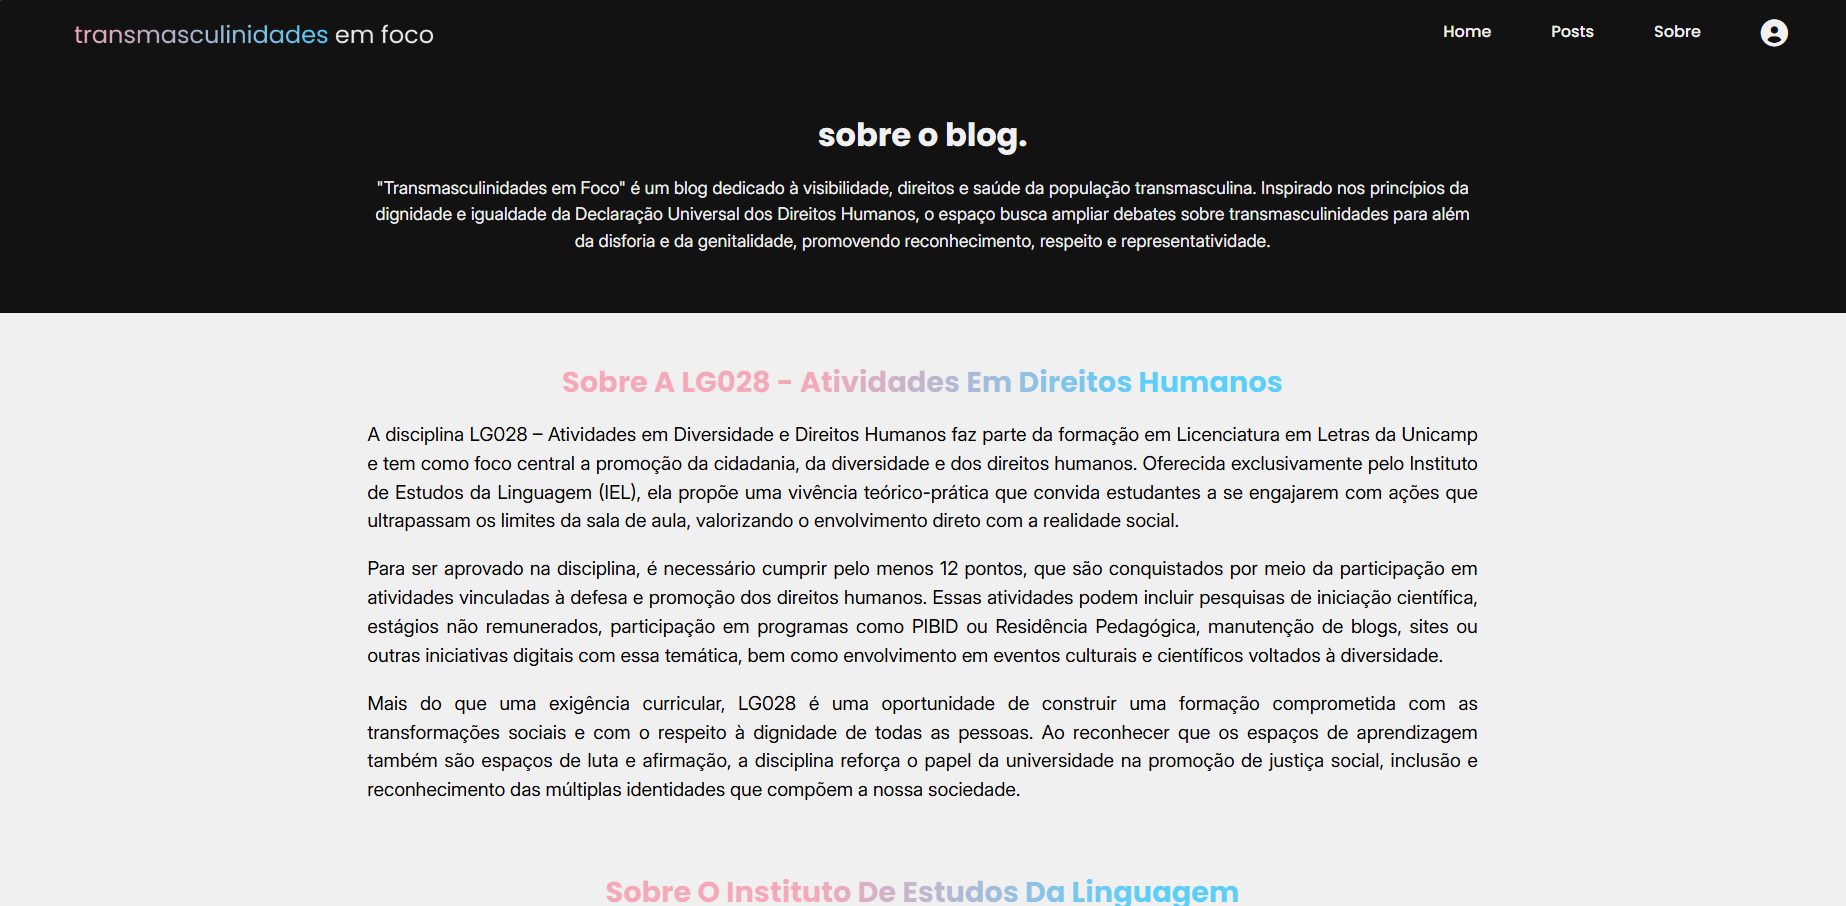 transmasculinidades em foco
Home Posts Sobre
sobre o blog.
"Transmasculinidades em Foco" é um blog dedicado à visibilidade, direitos e saúde da população transmasculina. Inspirado nos princípios da
dignidade e igualdade da Declaração Universal dos Direitos Humanos, o espaço busca ampliar debates sobre transmasculinidades para além
da disforia e da genitalidade, promovendo reconhecimento, respeito e representatividade.
Sobre A LG028 - Atividades Em Direitos Humanos
A disciplina LG028 – Atividades em Diversidade e Direitos Humanos faz parte da formação em Licenciatura em Letras da Unicamp
e tem como foco central a promoção da cidadania, da diversidade e dos direitos humanos. Oferecida exclusivamente pelo Instituto
de Estudos da Linguagem (IEL), ela propõe uma vivência teórico-prática que convida estudantes a se engajarem com ações que
ultrapassam os limites da sala de aula, valorizando o envolvimento direto com a realidade social.
Para ser aprovado na disciplina, é necessário cumprir pelo menos 12 pontos, que são conquistados por meio da participação em
atividades vinculadas à defesa e promoção dos direitos humanos. Essas atividades podem incluir pesquisas de iniciação científica,
estágios não remunerados, participação em programas como PIBID ou Residência Pedagógica, manutenção de blogs, sites ou
outras iniciativas digitais com essa temática, bem como envolvimento em eventos culturais e científicos voltados à diversidade.
Mais do que uma exigência curricular, LG028 é uma oportunidade de construir uma formação comprometida com as
transformações sociais e com o respeito à dignidade de todas as pessoas. Ao reconhecer que os espaços de aprendizagem
também são espaços de luta e afirmação, a disciplina reforça o papel da universidade na promoção de justiça social, inclusão e
reconhecimento das múltiplas identidades que compõem a nossa sociedade.
Sobre O Instituto De Estudos Da Linguagem